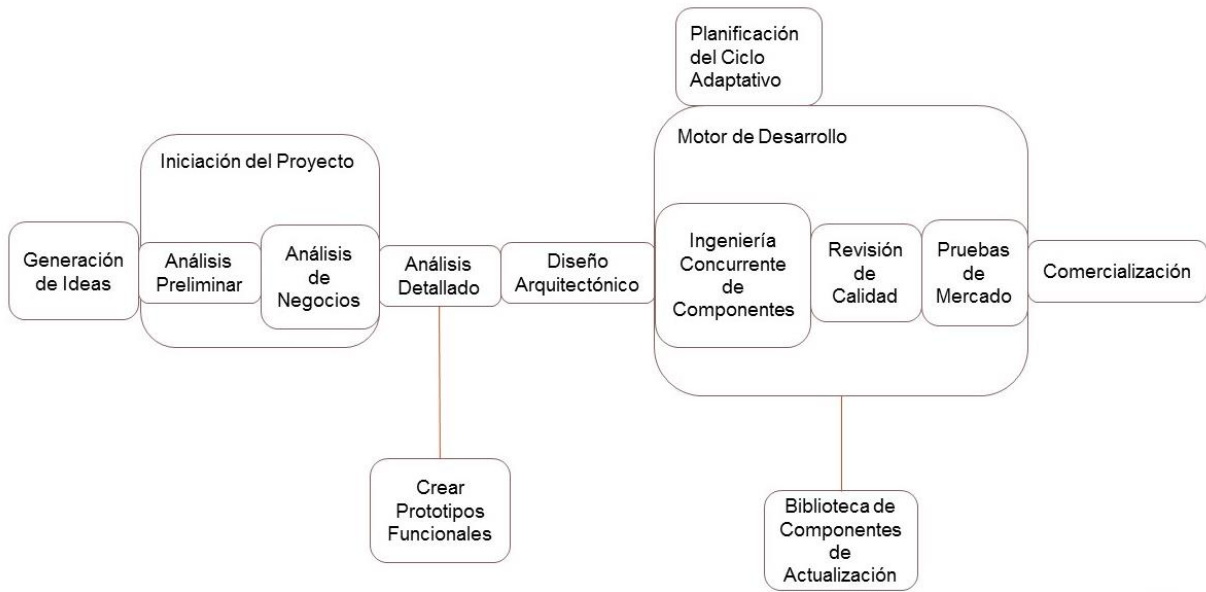 Planificación
del Ciclo
Adaptativo
Motor de Desarrollo
Iniciación del Proyecto
Generación
de Ideas
Análisis
Preliminar
Análisis
de
Negocios
Análisis
Detallado
Diseño
Arquitectónico
Ingeniería
Concurrente
de
Componentes
Revisión
de
Calidad
Pruebas
de
Mercado
Comercialización
Crear
Prototipos
Funcionales
Biblioteca de
Componentes
de
Actualización